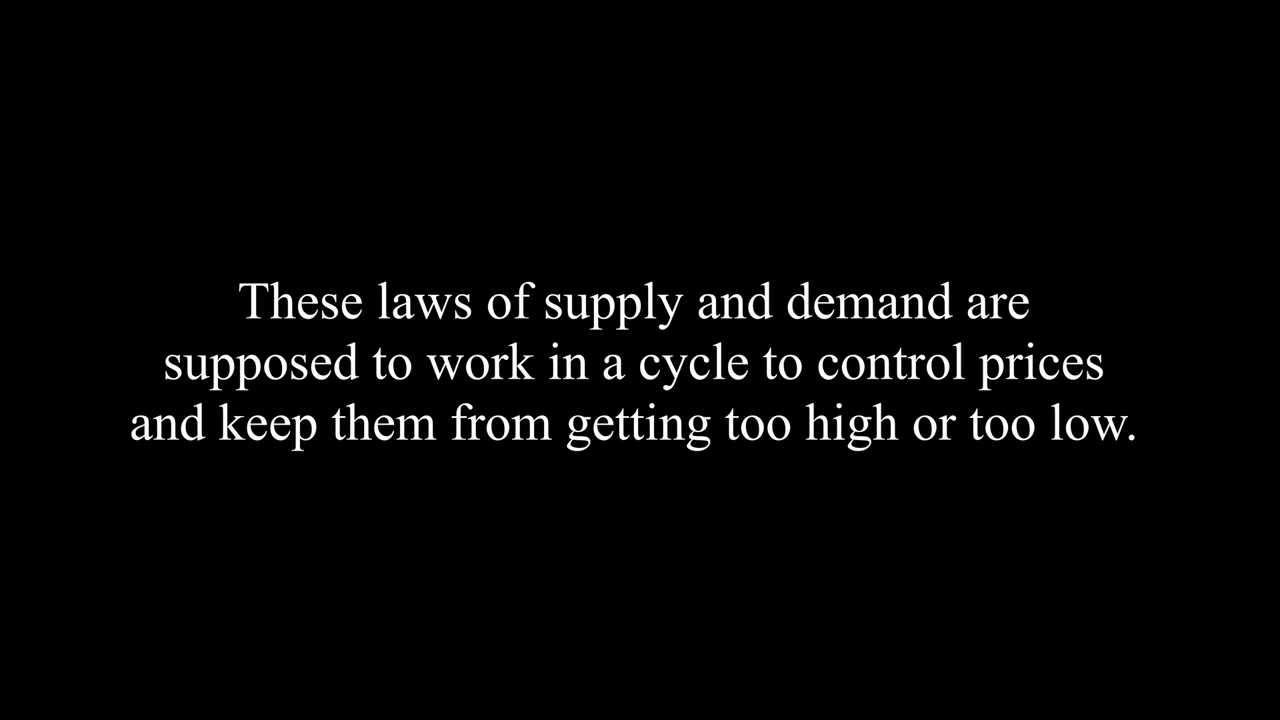 These laws of supply and demand are
supposed to work in a cycle to control prices
and keep them from getting too high or too low.